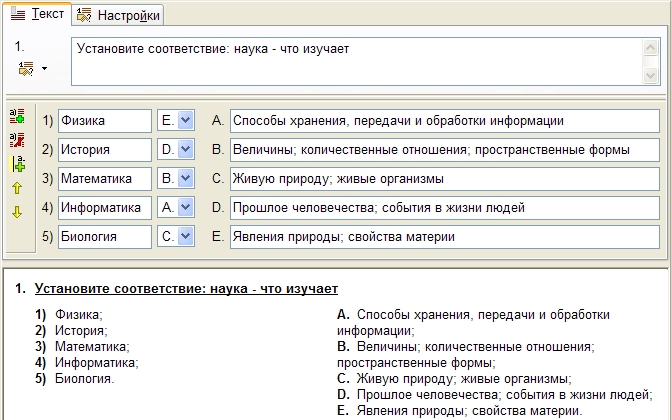 Текст Настройки
1. Установите соответствие: наука - что изучает
1) Физика E. A. Способы хранения, передачи и обработки информации
2) История D. B. Величины; количественные отношения; пространственные формы
3) Математика B. C. Живую природу; живые организмы
4) Информатика A. D. Прошлое человечества; события в жизни людей
5) Биология C. E. Явления природы; свойства материи
1. Установите соответствие: наука - что изучает
1) Физика;
2) История;
3) Математика;
4) Информатика;
5) Биология.
A. Способы хранения, передачи и обработки
информации;
B. Величины; количественные отношения;
пространственные формы;
C. Живую природу; живые организмы;
D. Прошлое человечества; события в жизни людей;
E. Явления природы; свойства материи.